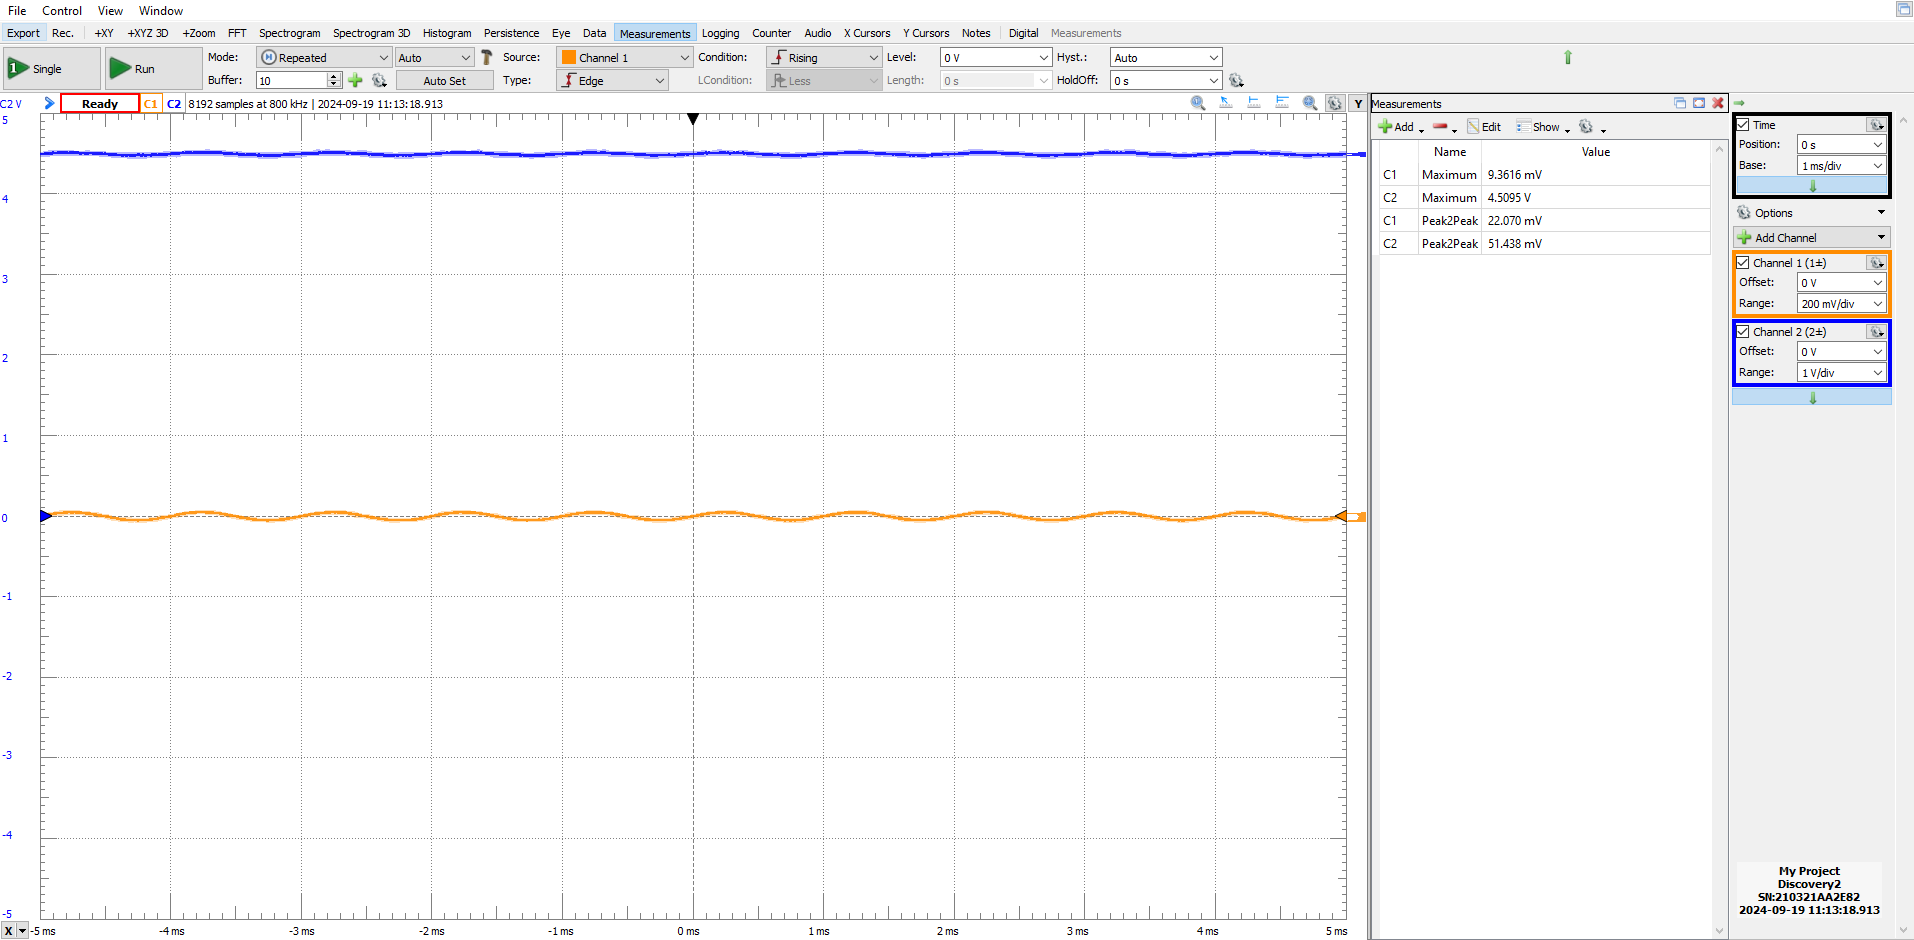 File Control View Window
Export Rec. +XY +XYZ 3D +Zoom FFT Spectrogram Spectrogram 3D Histogram Persistence Eye Data Measurements Logging Counter Audio X Cursors Y Cursors Notes Digital Measurements
1 Single Run Mode: Repeated Auto Source: Channel 1 Condition: Rising Level: 0 V Hyst.: Auto
Buffer: 10 Auto Set Type: Edge LCondition: Less Length: 0 s HoldOff: 0 s
C2 V Ready C1 C2 8192 samples at 800 kHz | 2024-09-19 11:13:18.913 Y
5
4
3
2
1
0
-1
-2
-3
-4
-5
X -5 ms -4 ms -3 ms -2 ms -1 ms 0 ms 1 ms 2 ms 3 ms 4 ms 5 ms
Measurements
Add Edit Show
Name Value
C1 Maximum 9.3616 mV
C2 Maximum 4.5095 V
C1 Peak2Peak 22.070 mV
C2 Peak2Peak 51.438 mV
Time
Position: 0 s
Base: 1 ms/div
Options
Add Channel
Channel 1 (1±)
Offset: 0 V
Range: 200 mV/div
Channel 2 (2±)
Offset: 0 V
Range: 1 V/div
My Project
Discovery2
SN:210321AA2E82
2024-09-19 11:13:18.913